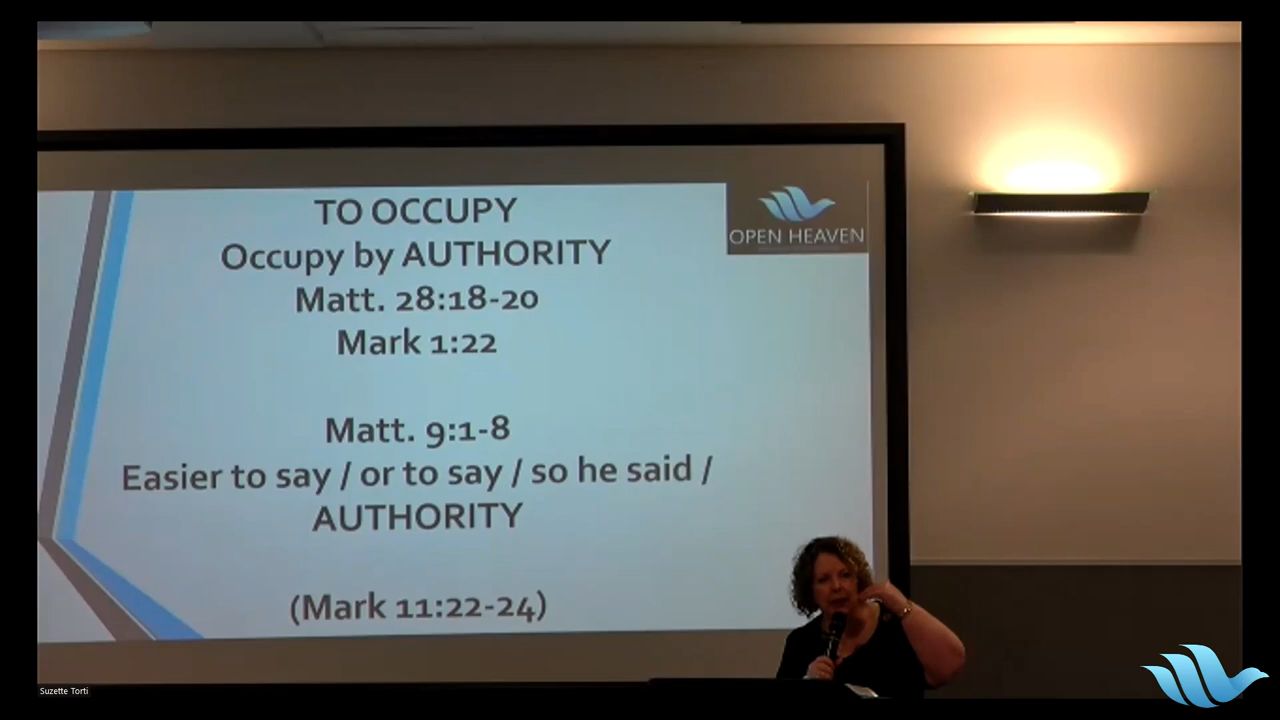 TO OCCUPY
Occupy by AUTHORITY
Matt. 28:18-20
Mark 1:22
Matt. 9:1-8
Easier to say / or to say / so he said /
AUTHORITY
(Mark 11:22-24)
OPEN HEAVEN
Suzette Torti